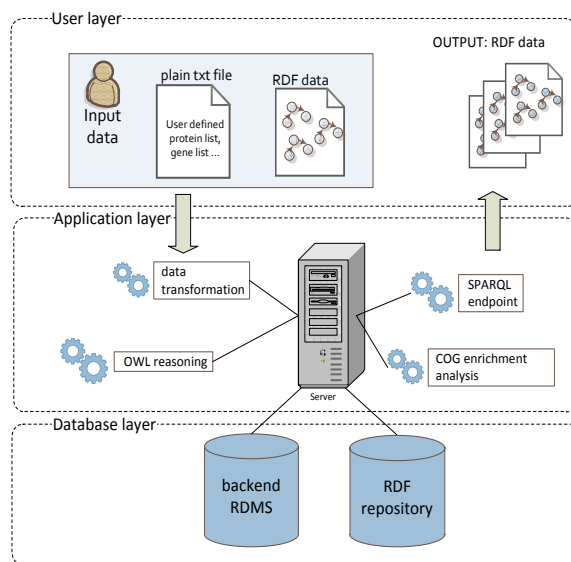 User layer
OUTPUT: RDF data
plain txt file
RDF data
Input
data
User defined
protein list,
gene list ...
Application layer
data
transformation
SPARQL
endpoint
OWL reasoning
COG enrichment
analysis
Server
Database layer
backend
RDMS
RDF
repository